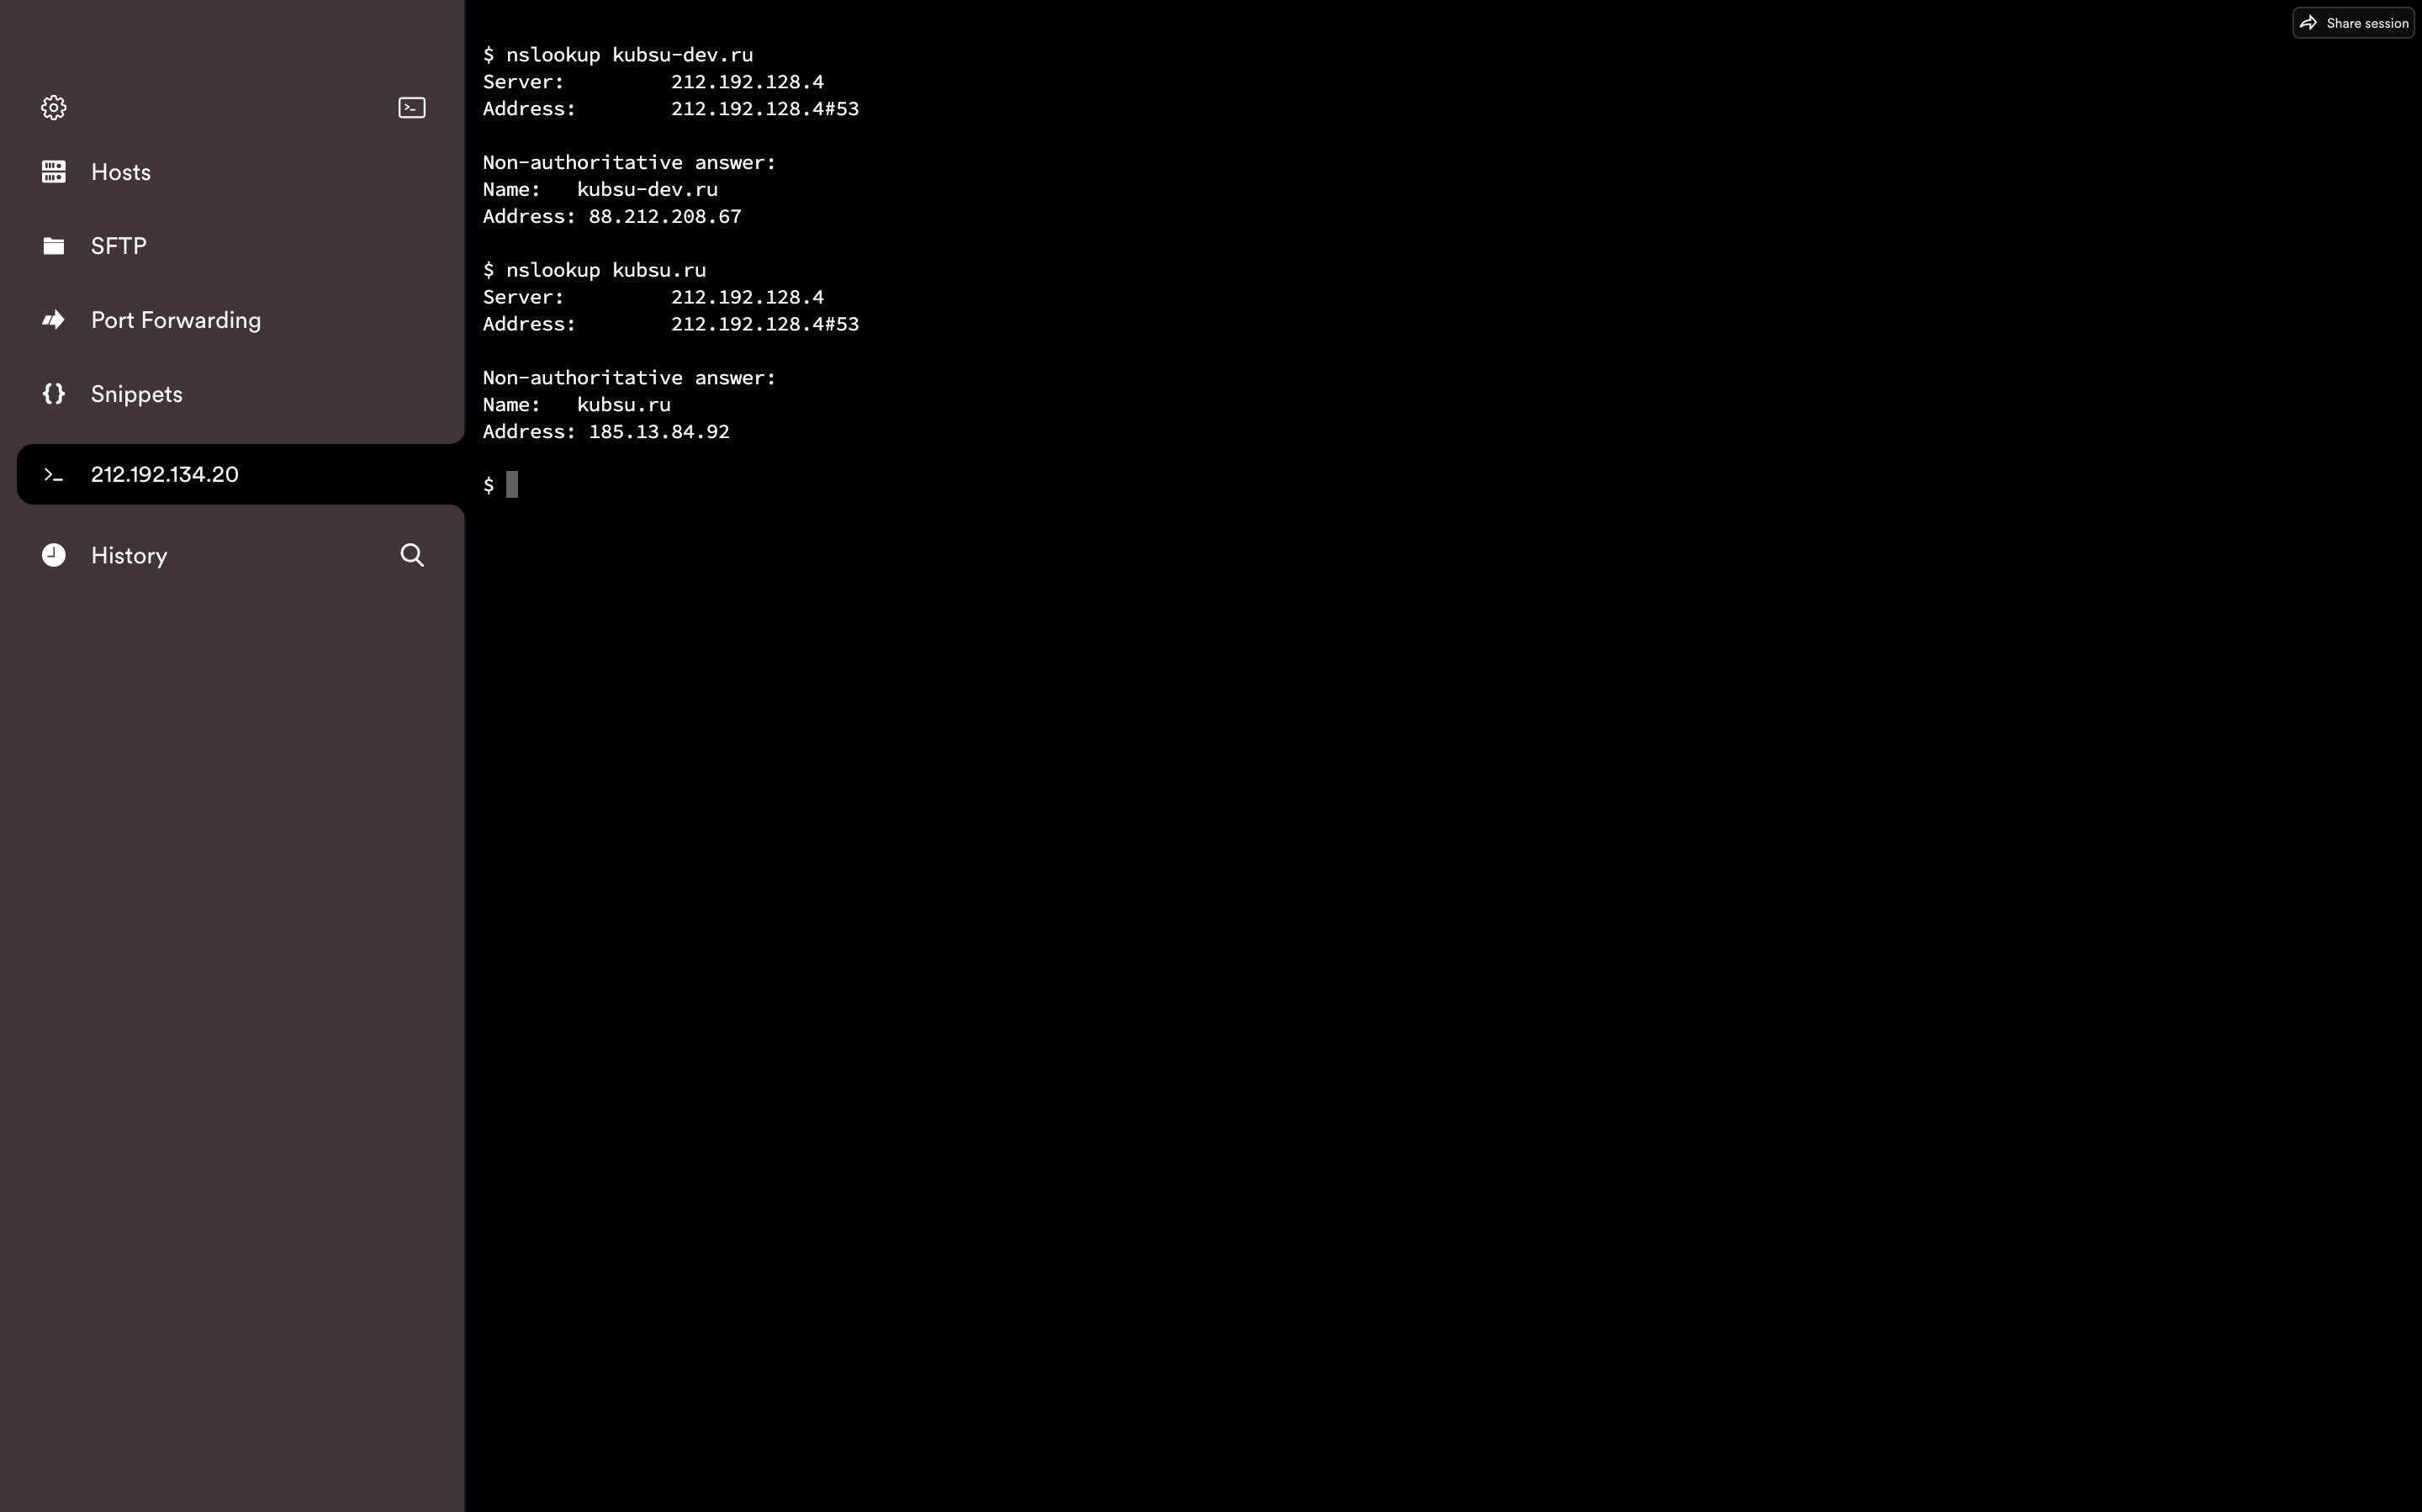 Share session
Hosts
SFTP
Port Forwarding
{} Snippets
>_ 212.192.134.20
History
$ nslookup kubsu-dev.ru
Server: 212.192.128.4
Address: 212.192.128.4#53
Non-authoritative answer:
Name: kubsu-dev.ru
Address: 88.212.208.67
$ nslookup kubsu.ru
Server: 212.192.128.4
Address: 212.192.128.4#53
Non-authoritative answer:
Name: kubsu.ru
Address: 185.13.84.92
$